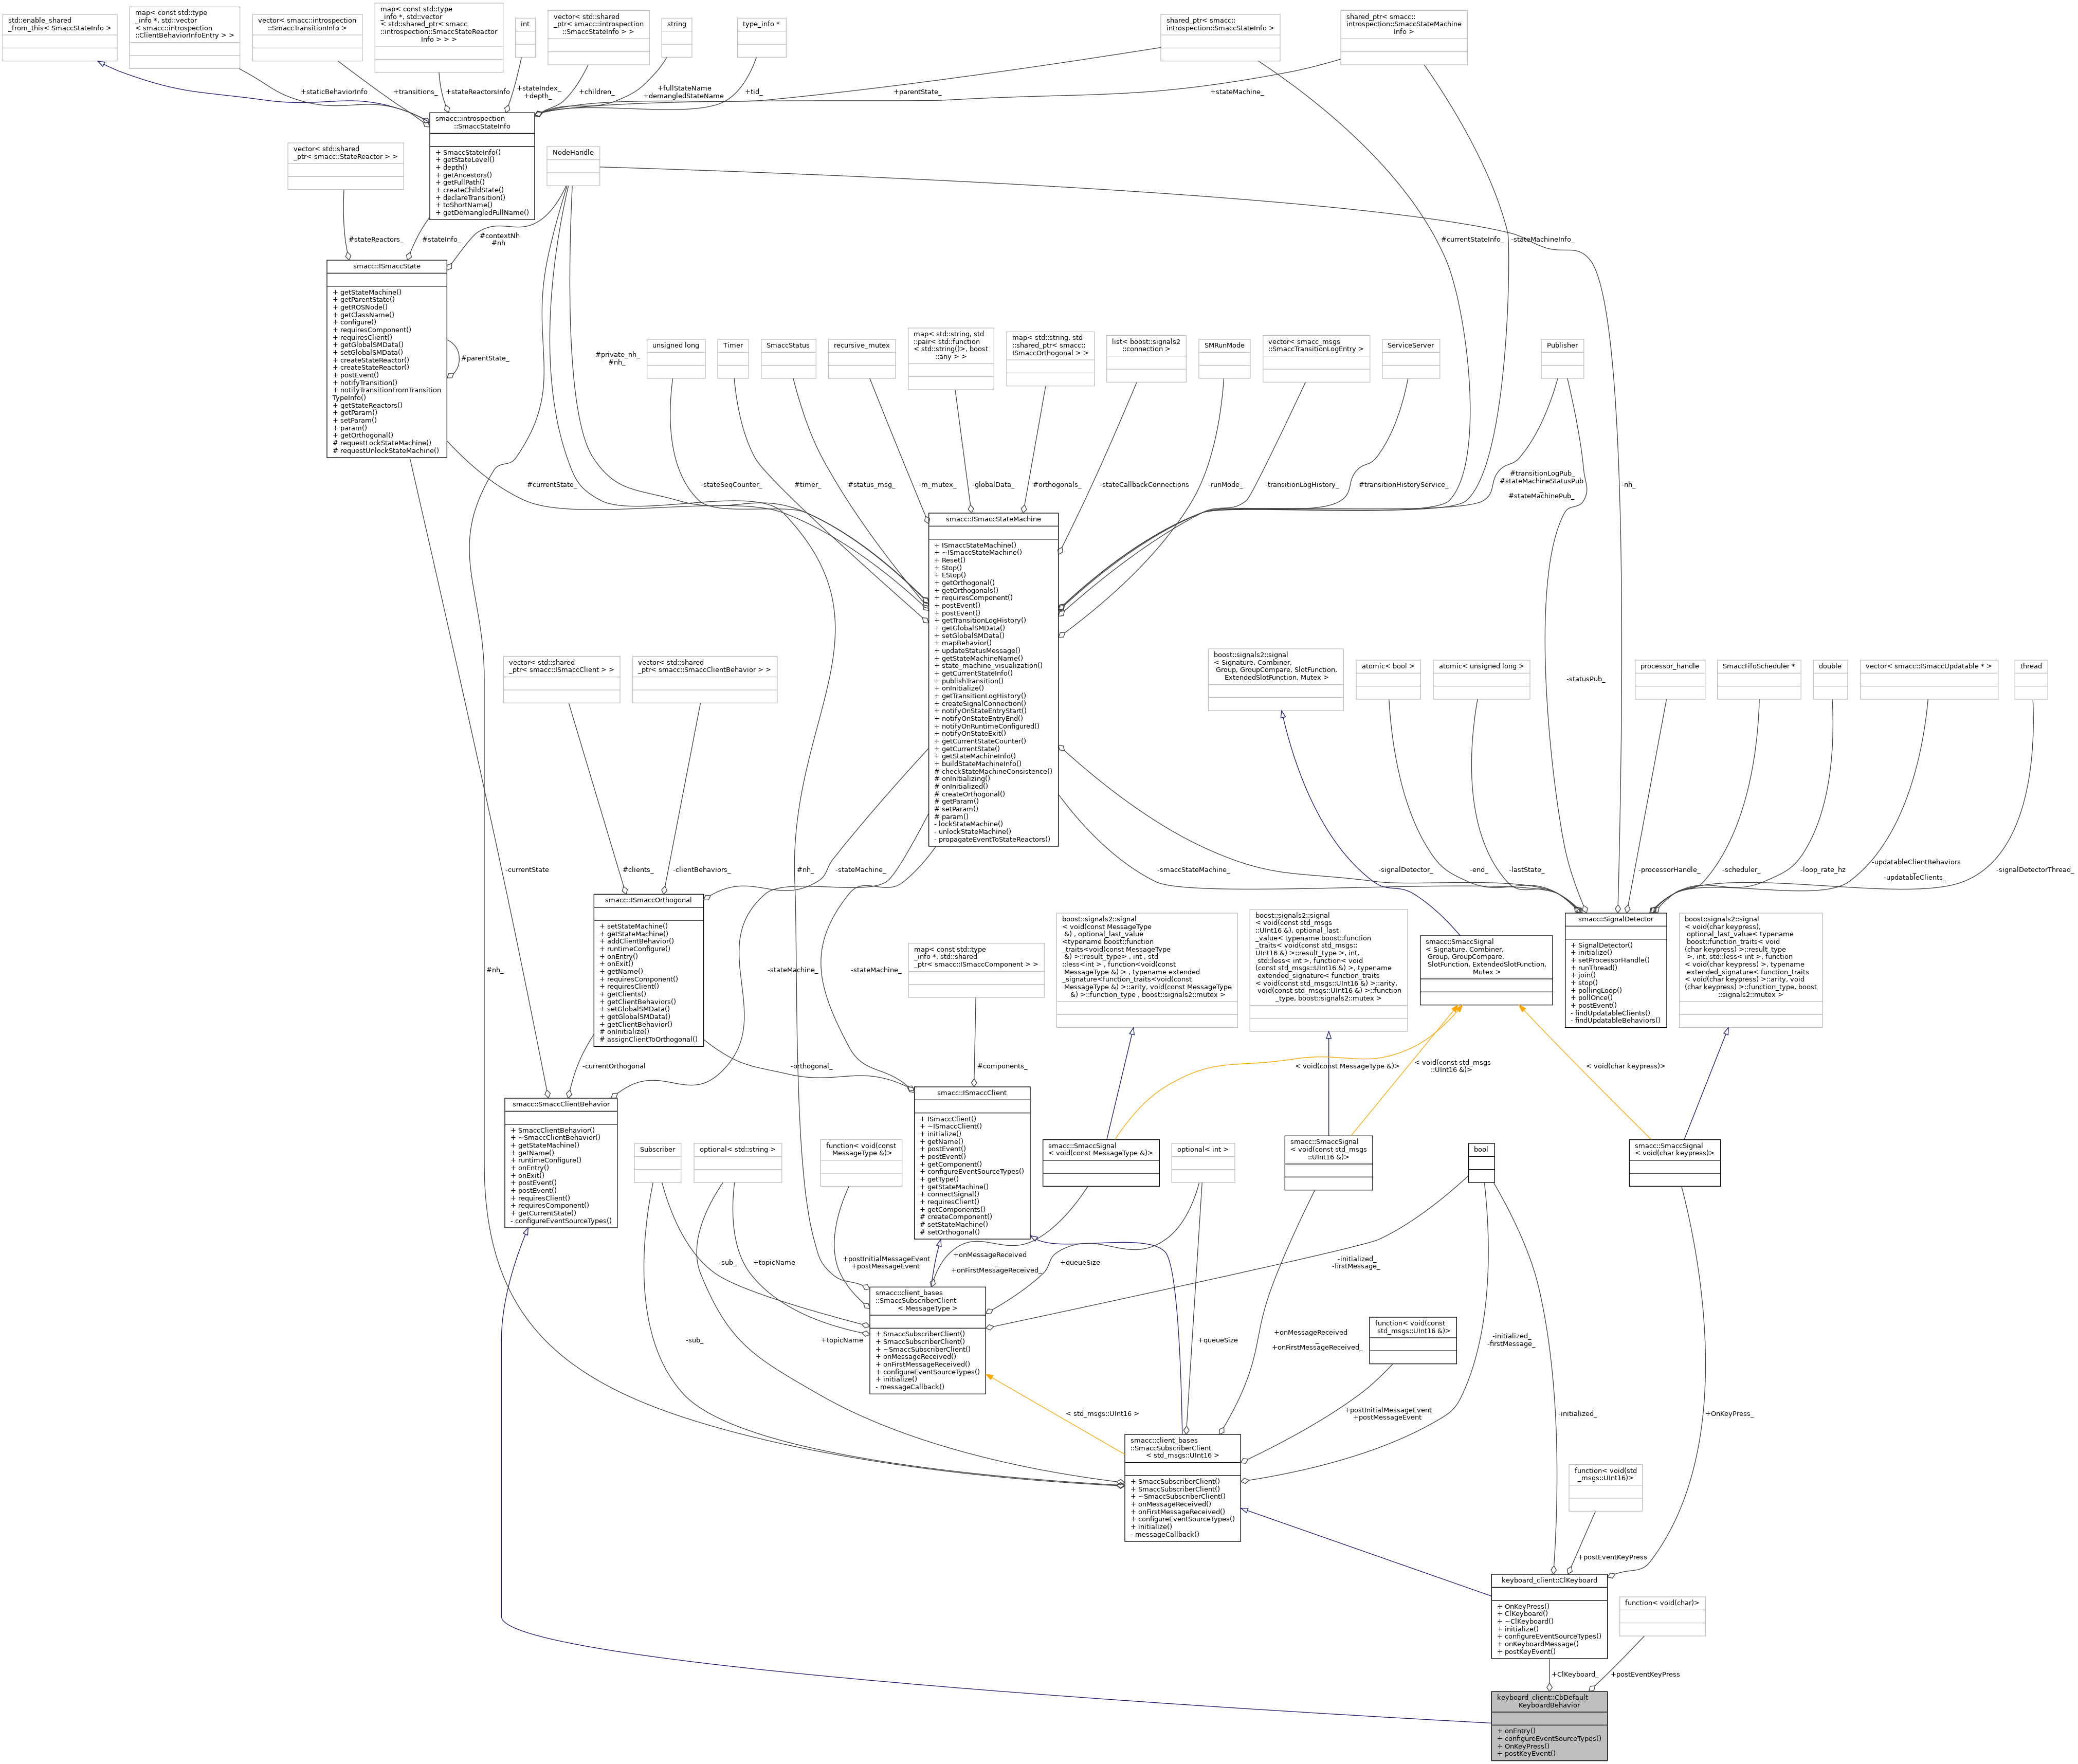 std::enable_shared
_from_this< SmaccStateInfo >
map< const std::type
_info *, std::vector
< smacc::introspection
::ClientBehaviorInfoEntry > >
vector< smacc::introspection
::SmaccTransitionInfo >
map< const std::type
_info *, std::vector
< std::shared_ptr< smacc
::introspection::SmaccStateReactor
Info > > >
int
vector< std::shared
_ptr< smacc::introspection
::SmaccStateInfo > >
string
type_info *
shared_ptr< smacc::
introspection::SmaccStateInfo >
shared_ptr< smacc::
introspection::SmaccStateMachine
Info >
+staticBehaviorInfo
+transitions_
+stateReactorsInfo
+stateIndex_
+depth_
+children_
+fullStateName
+demangledStateName
+tid_
+parentState_
+stateMachine_
smacc::introspection
::SmaccStateInfo
+ SmaccStateInfo()
+ getStateLevel()
+ depth()
+ getAncestors()
+ getFullPath()
+ createChildState()
+ declareTransition()
+ toShortName()
+ getDemangledFullName()
vector< std::shared
_ptr< smacc::StateReactor > >
NodeHandle
#stateReactors_
#stateInfo_
#contextNh
#nh
#currentStateInfo_
-stateMachineInfo_
smacc::ISmaccState
+ getStateMachine()
+ getParentState()
+ getROSNode()
+ getClassName()
+ configure()
+ requiresComponent()
+ requiresClient()
+ getGlobalSMData()
+ setGlobalSMData()
+ createStateReactor()
+ createStateReactor()
+ postEvent()
+ notifyTransition()
+ notifyTransitionFromTransition
TypeInfo()
+ getStateReactors()
+ getParam()
+ setParam()
+ param()
+ getOrthogonal()
# requestLockStateMachine()
# requestUnlockStateMachine()
#parentState_
#private_nh_
#nh_
unsigned long
Timer
SmaccStatus
recursive_mutex
map< std::string, std
::pair< std::function
< std::string()>, boost
::any > >
map< std::string, std
::shared_ptr< smacc::
ISmaccOrthogonal > >
list< boost::signals2
::connection >
SMRunMode
vector< smacc_msgs
::SmaccTransitionLogEntry >
ServiceServer
Publisher
#currentState_
-stateSeqCounter_
#timer_
#status_msg_
-m_mutex_
-globalData_
#orthogonals_
-stateCallbackConnections
-runMode_
-transitionLogHistory_
#transitionHistoryService_
#transitionLogPub_
#stateMachineStatusPub
_
#stateMachinePub_
-nh_
smacc::ISmaccStateMachine
+ ISmaccStateMachine()
+ ~ISmaccStateMachine()
+ Reset()
+ Stop()
+ EStop()
+ getOrthogonal()
+ getOrthogonals()
+ requiresComponent()
+ postEvent()
+ postEvent()
+ getTransitionLogHistory()
+ getGlobalSMData()
+ setGlobalSMData()
+ mapBehavior()
+ updateStatusMessage()
+ getStateMachineName()
+ state_machine_visualization()
+ getCurrentStateInfo()
+ publishTransition()
+ onInitialize()
+ getTransitionLogHistory()
+ createSignalConnection()
+ notifyOnStateEntryStart()
+ notifyOnStateEntryEnd()
+ notifyOnRuntimeConfigured()
+ notifyOnStateExit()
+ getCurrentStateCounter()
+ getCurrentState()
+ getStateMachineInfo()
+ buildStateMachineInfo()
# checkStateMachineConsistence()
# onInitializing()
# onInitialized()
# createOrthogonal()
# getParam()
# setParam()
# param()
- lockStateMachine()
- unlockStateMachine()
- propagateEventToStateReactors()
vector< std::shared
_ptr< smacc::ISmaccClient > >
vector< std::shared
_ptr< smacc::SmaccClientBehavior > >
boost::signals2::signal
< Signature, Combiner,
Group, GroupCompare, SlotFunction,
ExtendedSlotFunction, Mutex >
atomic< bool >
atomic< unsigned long >
-statusPub_
processor_handle
SmaccFifoScheduler *
double
vector< smacc::ISmaccUpdatable * >
thread
-currentState
#clients_
-clientBehaviors_
#nh_
-stateMachine_
-smaccStateMachine_
-signalDetector_
-end_
-lastState_
-processorHandle_
-scheduler_
-loop_rate_hz
-updatableClientBehaviors
_
-updatableClients_
-signalDetectorThread_
smacc::ISmaccOrthogonal
+ setStateMachine()
+ getStateMachine()
+ addClientBehavior()
+ runtimeConfigure()
+ onEntry()
+ onExit()
+ getName()
+ requiresComponent()
+ requiresClient()
+ getClients()
+ getClientBehaviors()
+ setGlobalSMData()
+ getGlobalSMData()
+ getClientBehavior()
# onInitialize()
# assignClientToOrthogonal()
#nh_
-stateMachine_
-stateMachine_
map< const std::type
_info *, std::shared
_ptr< smacc::ISmaccComponent > >
boost::signals2::signal
< void(const MessageType
&) , optional_last_value
<typename boost::function
_traits<void(const MessageType
&) >::result_type> , int , std
::less<int > , function<void(const
MessageType &) > , typename extended
_signature<function_traits<void(const
MessageType &) >::arity, void(const MessageType
&) >::function_type , boost::signals2::mutex >
boost::signals2::signal
< void(const std_msgs
::UInt16 &), optional_last
_value< typename boost::function
_traits< void(const std_msgs::
UInt16 &) >::result_type >, int,
std::less< int >, function< void
(const std_msgs::UInt16 &) >, typename
extended_signature< function_traits
< void(const std_msgs::UInt16 &) >::arity,
void(const std_msgs::UInt16 &) >::function
_type, boost::signals2::mutex >
smacc::SmaccSignal
< Signature, Combiner,
Group, GroupCompare,
SlotFunction, ExtendedSlotFunction,
Mutex >
smacc::SignalDetector
+ SignalDetector()
+ initialize()
+ setProcessorHandle()
+ runThread()
+ join()
+ stop()
+ pollingLoop()
+ pollOnce()
+ postEvent()
- findUpdatableClients()
- findUpdatableBehaviors()
boost::signals2::signal
< void(char keypress),
optional_last_value< typename
boost::function_traits< void
(char keypress) >::result_type
>, int, std::less< int >, function
< void(char keypress) >, typename
extended_signature< function_traits
< void(char keypress) >::arity, void
(char keypress) >::function_type, boost
::signals2::mutex >
-currentOrthogonal
-orthogonal_
#components_
< void(const MessageType &)>
< void(const std_msgs
::UInt16 &)>
< void(char keypress)>
smacc::SmaccClientBehavior
+ SmaccClientBehavior()
+ ~SmaccClientBehavior()
+ getStateMachine()
+ getName()
+ runtimeConfigure()
+ onEntry()
+ onExit()
+ postEvent()
+ postEvent()
+ requiresClient()
+ requiresComponent()
+ getCurrentState()
- configureEventSourceTypes()
Subscriber
optional< std::string >
function< void(const
MessageType &)>
smacc::ISmaccClient
+ ISmaccClient()
+ ~ISmaccClient()
+ initialize()
+ getName()
+ postEvent()
+ postEvent()
+ getComponent()
+ configureEventSourceTypes()
+ getType()
+ getStateMachine()
+ connectSignal()
+ requiresClient()
+ getComponents()
# createComponent()
# setStateMachine()
# setOrthogonal()
smacc::SmaccSignal
< void(const MessageType &)>
optional< int >
smacc::SmaccSignal
< void(const std_msgs
::UInt16 &)>
bool
smacc::SmaccSignal
< void(char keypress)>
-sub_
+topicName
+postInitialMessageEvent
+postMessageEvent
+onMessageReceived
_
+onFirstMessageReceived_
+queueSize
-initialized_
-firstMessage_
smacc::client_bases
::SmaccSubscriberClient
< MessageType >
+ SmaccSubscriberClient()
+ SmaccSubscriberClient()
+ ~SmaccSubscriberClient()
+ onMessageReceived()
+ onFirstMessageReceived()
+ configureEventSourceTypes()
+ initialize()
- messageCallback()
-sub_
+topicName
+queueSize
+onMessageReceived
_
+onFirstMessageReceived_
function< void(const
std_msgs::UInt16 &)>
-initialized_
-firstMessage_
< std_msgs::UInt16 >
+postInitialMessageEvent
+postMessageEvent
-initialized_
+OnKeyPress_
smacc::client_bases
::SmaccSubscriberClient
< std_msgs::UInt16 >
+ SmaccSubscriberClient()
+ SmaccSubscriberClient()
+ ~SmaccSubscriberClient()
+ onMessageReceived()
+ onFirstMessageReceived()
+ configureEventSourceTypes()
+ initialize()
- messageCallback()
function< void(std
_msgs::UInt16)>
+postEventKeyPress
keyboard_client::ClKeyboard
+ OnKeyPress()
+ ClKeyboard()
+ ~ClKeyboard()
+ initialize()
+ configureEventSourceTypes()
+ onKeyboardMessage()
+ postKeyEvent()
function< void(char)>
+ClKeyboard_
+postEventKeyPress
keyboard_client::CbDefault
KeyboardBehavior
+ onEntry()
+ configureEventSourceTypes()
+ OnKeyPress()
+ postKeyEvent()